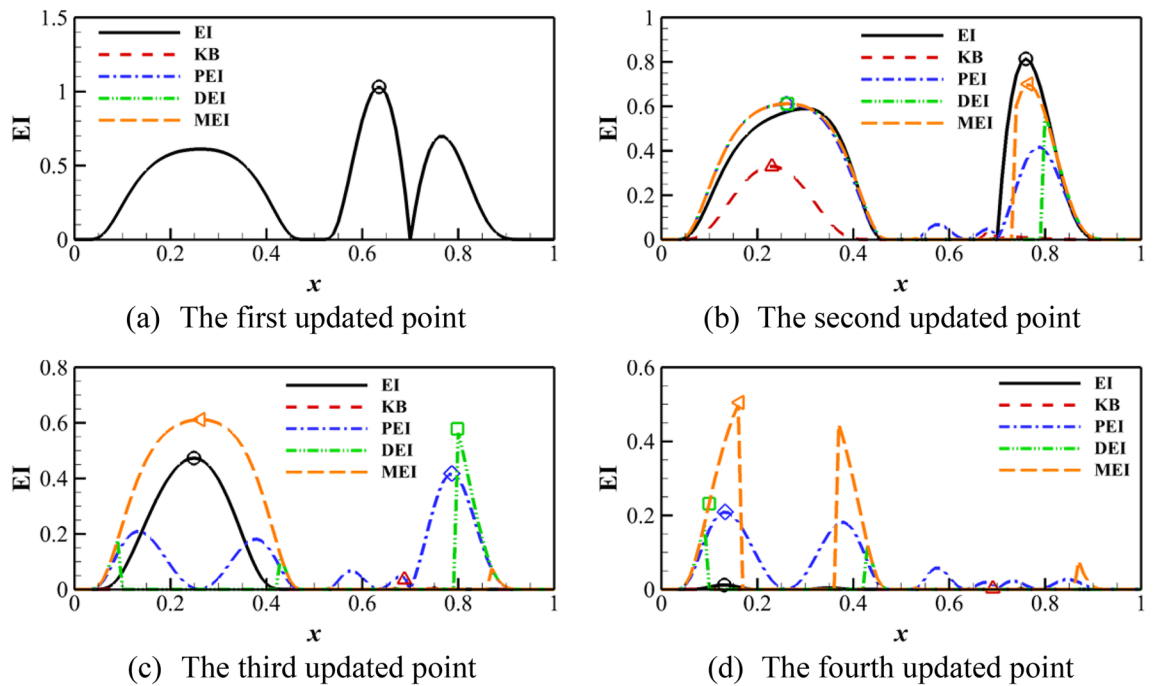 1.5
EI
KB
PEI
DEI
MEI
1
EI
0.5
0
0 0.2 0.4 0.6 0.8 1
x
(a) The first updated point
1
EI
KB
0.8
PEI
DEI
MEI
0.6
EI
0.4
0.2
0
0 0.2 0.4 0.6 0.8 1
x
(b) The second updated point
0.8
EI
KB
PEI
0.6
DEI
MEI
EI
0.4
0.2
0
0 0.2 0.4 0.6 0.8 1
x
(c) The third updated point
0.6
EI
KB
PEI
DEI
MEI
0.4
EI
0.2
0
0 0.2 0.4 0.6 0.8 1
x
(d) The fourth updated point